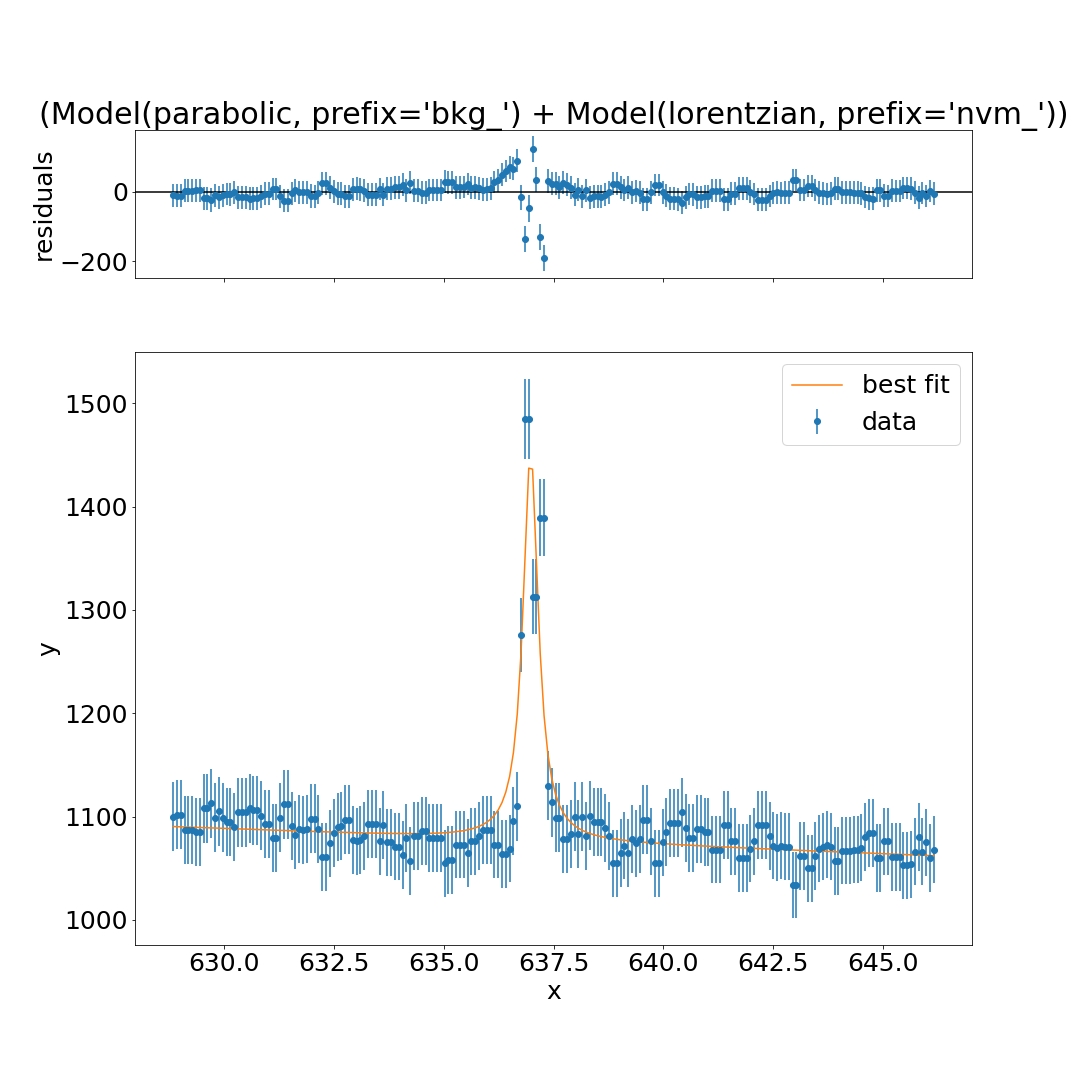 (Model(parabolic, prefix='bkg_') + Model(lorentzian, prefix='nvm_'))
residuals
0
−200
y
1500
1400
1300
1200
1100
1000
best fit
data
630.0 632.5 635.0 637.5 640.0 642.5 645.0
x